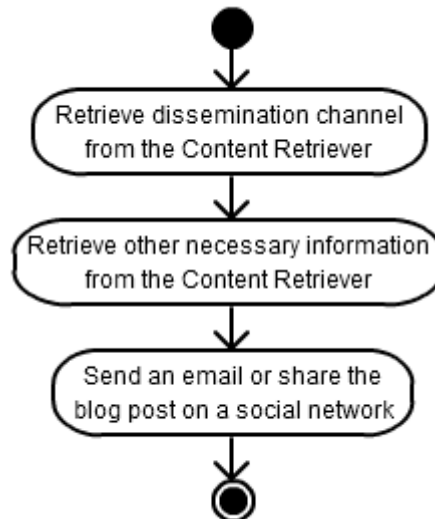 Retrieve dissemination channel
from the Content Retriever
Retrieve other necessary information
from the Content Retriever
Send an email or share the
blog post on a social network